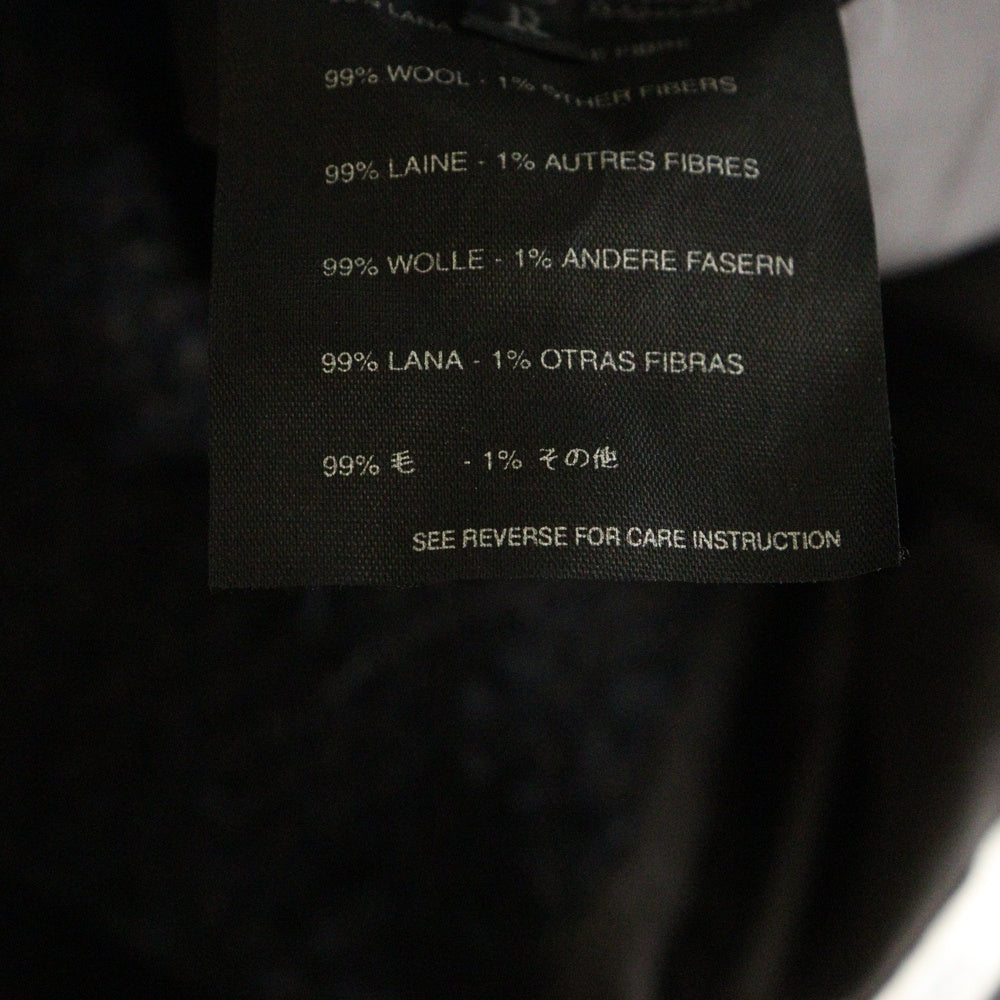 LANA
99% WOOL - 1% OTHER FIBERS
99% LAINE - 1% AUTRES FIBRES
99% WOLLE - 1% ANDERE FASERN
99% LANA - 1% OTRAS FIBRAS
99% 毛 - 1% その他
SEE REVERSE FOR CARE INSTRUCTION